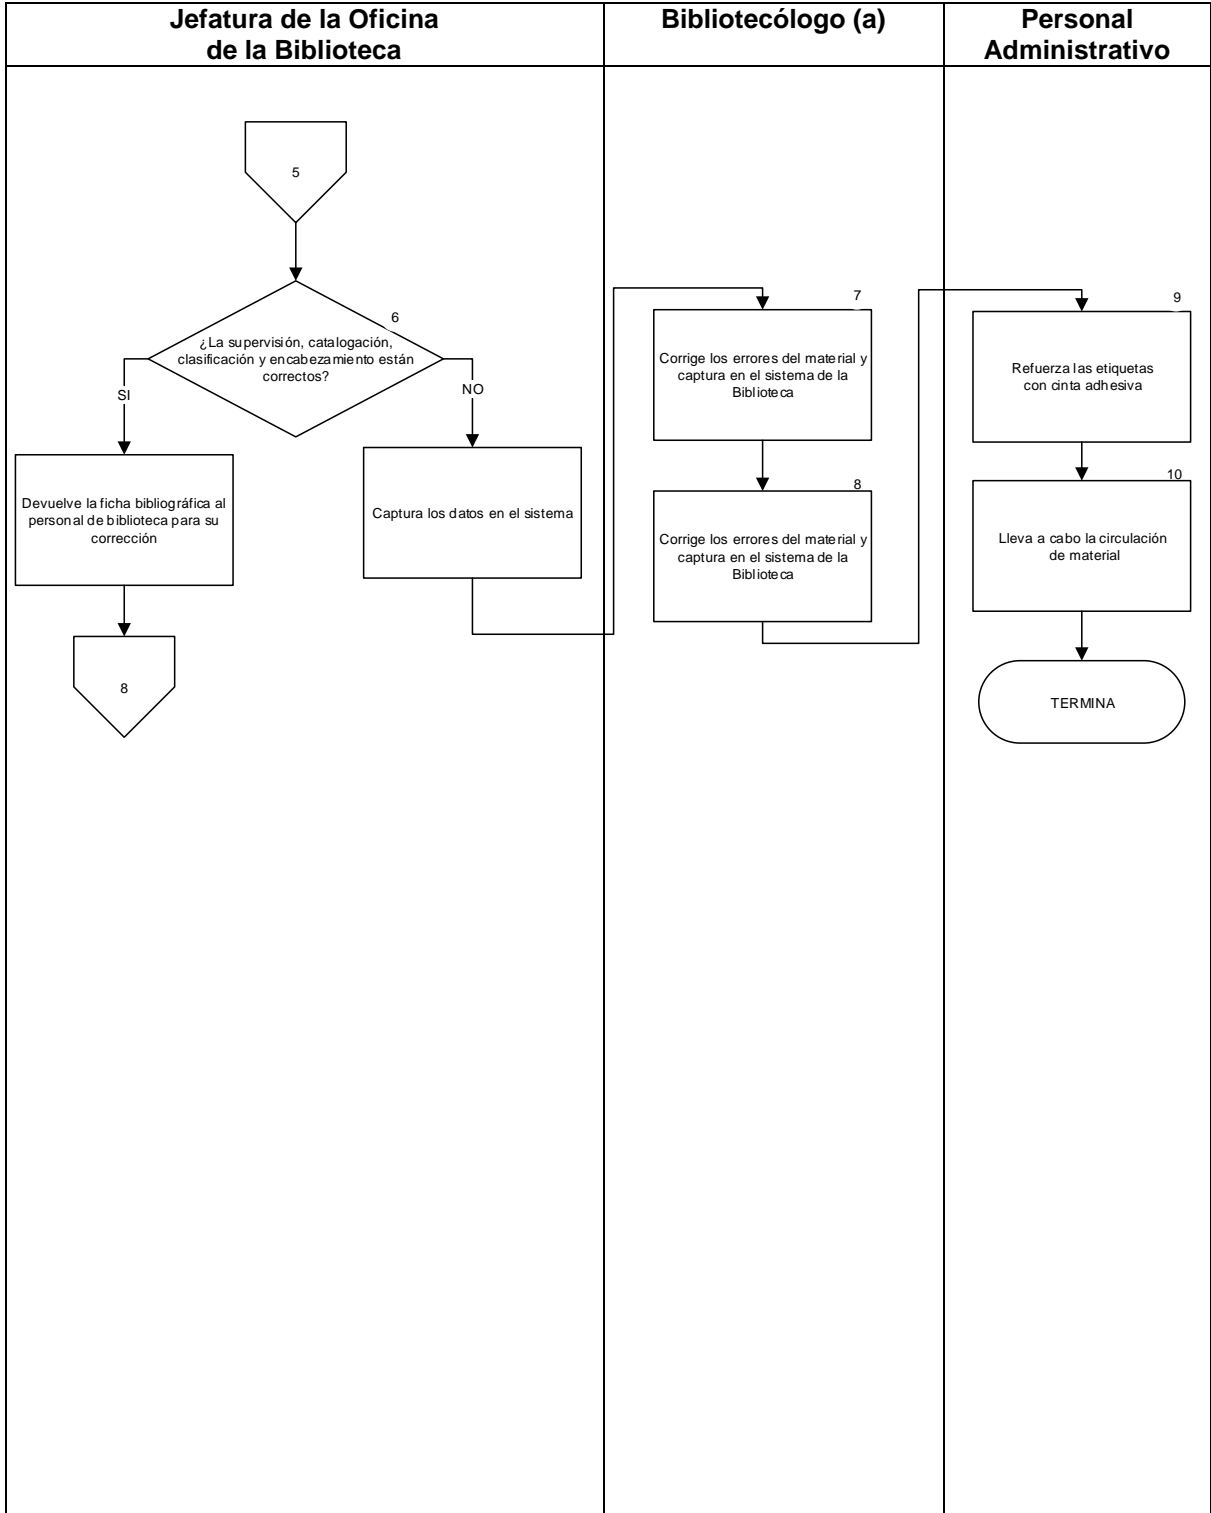 Jefatura de la Oficina
de la Biblioteca
Bibliotecólogo (a)
Personal
Administrativo
5
6
¿La supervisión, catalogación,
clasificación y encabezamiento están
correctos?
SI
NO
Devuelve la ficha bibliográfica al
personal de biblioteca para su
corrección
Captura los datos en el sistema
8
7
Corrige los errores del material y
captura en el sistema de la
Biblioteca
8
Corrige los errores del material y
captura en el sistema de la
Biblioteca
9
Refuerza las etiquetas
con cinta adhesiva
10
Lleva a cabo la circulación
de material
TERMINA